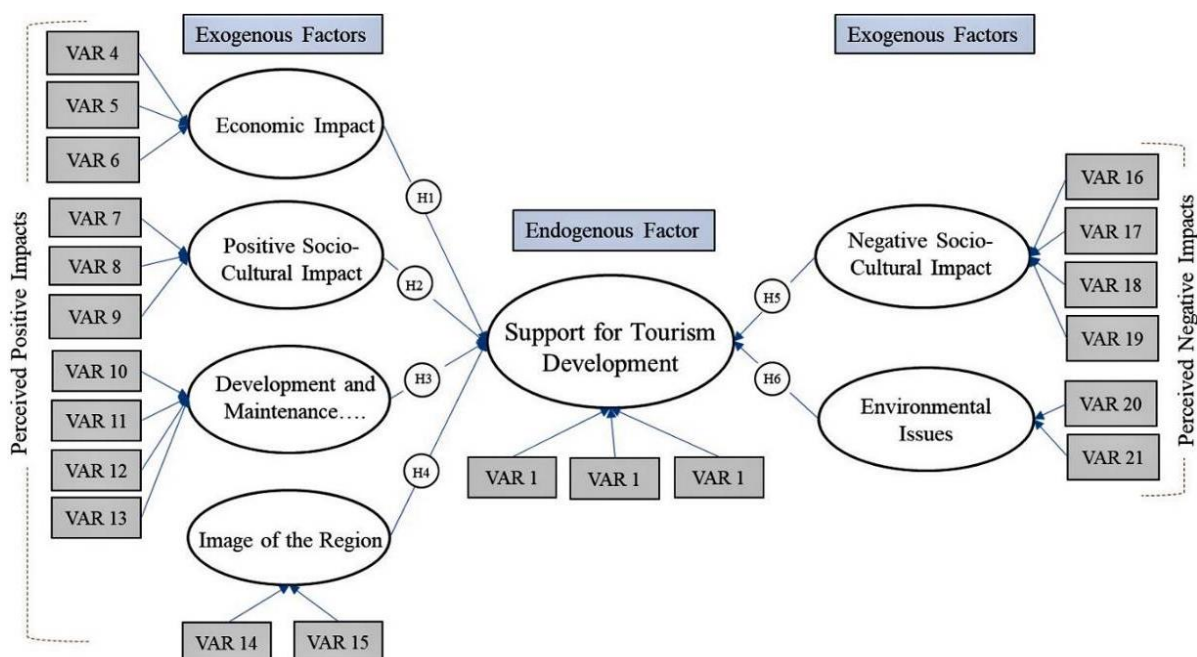 Exogenous Factors
Exogenous Factors
Perceived Positive Impacts
VAR 4
VAR 5
VAR 6
Economic Impact
H1
VAR 7
VAR 8
VAR 9
Positive Socio-
Cultural Impact
H2
VAR 10
VAR 11
VAR 12
VAR 13
Development and
Maintenance....
H3
Image of the Region
H4
VAR 14
VAR 15
Endogenous Factor
Support for Tourism
Development
VAR 1
VAR 1
VAR 1
H5
Negative Socio-
Cultural Impact
VAR 16
VAR 17
VAR 18
VAR 19
H6
Environmental
Issues
VAR 20
VAR 21
Perceived Negative Impacts